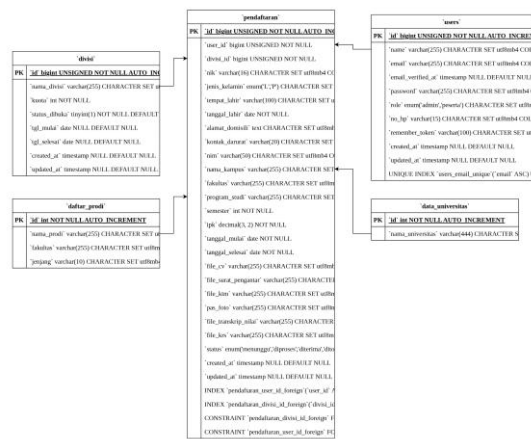 `pendaftaran`
PK `id` bigint UNSIGNED NOT NULL AUTO_INC
`user_id` bigint UNSIGNED NOT NULL
`divisi_id` bigint UNSIGNED NOT NULL
`nik` varchar(16) CHARACTER SET utf8mb4 C
`jenis_kelamin` enum('L','P') CHARACTER SET
`tempat_lahir` varchar(100) CHARACTER SET u
`tanggal_lahir` date NOT NULL
`alamat_domisili` text CHARACTER SET utf8m
`kontak_darurat` varchar(20) CHARACTER SET
`nim` varchar(50) CHARACTER SET utf8mb4 C
`nama_kampus` varchar(255) CHARACTER SET
`fakultas` varchar(255) CHARACTER SET utf8m
`program_studi` varchar(255) CHARACTER SET
`semester` int NOT NULL
`ipk` decimal(3, 2) NOT NULL
`tanggal_mulai` date NOT NULL
`tanggal_selesai` date NOT NULL
`file_cv` varchar(255) CHARACTER SET utf8mb
`file_surat_pengantar` varchar(255) CHARACTE
`file_ktm` varchar(255) CHARACTER SET utf8m
`pas_foto` varchar(255) CHARACTER SET utf8m
`file_transkrip_nilai` varchar(255) CHARACTER
`file_krs` varchar(255) CHARACTER SET utf8m
`status` enum('menunggu','diproses','diterima','dito
`created_at` timestamp NULL DEFAULT NULL
`updated_at` timestamp NULL DEFAULT NULL
INDEX `pendaftaran_user_id_foreign`(`user_id` A
INDEX `pendaftaran_divisi_id_foreign`(`divisi_id
CONSTRAINT `pendaftaran_divisi_id_foreign` F
CONSTRAINT `pendaftaran_user_id_foreign` FO
`divisi`
PK `id` bigint UNSIGNED NOT NULL AUTO_INC
`nama_divisi` varchar(255) CHARACTER SET ut
`kuota` int NOT NULL
`status_dibuka` tinyint(1) NOT NULL DEFAULT
`tgl_mulai` date NULL DEFAULT NULL
`tgl_selesai` date NULL DEFAULT NULL
`created_at` timestamp NULL DEFAULT NULL
`updated_at` timestamp NULL DEFAULT NULL
`daftar_prodi`
PK `id` int NOT NULL AUTO_INCREMENT
`nama_prodi` varchar(255) CHARACTER SET ut
`fakultas` varchar(255) CHARACTER SET utf8m
`jenjang` varchar(10) CHARACTER SET utf8mb
`users`
PK `id` bigint UNSIGNED NOT NULL AUTO_INCREM
`name` varchar(255) CHARACTER SET utf8mb4 COL
`email` varchar(255) CHARACTER SET utf8mb4 COL
`email_verified_at` timestamp NULL DEFAULT NULL
`password` varchar(255) CHARACTER SET utf8mb4
`role` enum('admin','peserta') CHARACTER SET utf8m
`no_hp` varchar(15) CHARACTER SET utf8mb4 COL
`remember_token` varchar(100) CHARACTER SET ut
`created_at` timestamp NULL DEFAULT NULL
`updated_at` timestamp NULL DEFAULT NULL
UNIQUE INDEX `users_email_unique`(`email` ASC) U
`data_universitas`
PK `id` int NOT NULL AUTO_INCREMENT
`nama_universitas` varchar(444) CHARACTER S